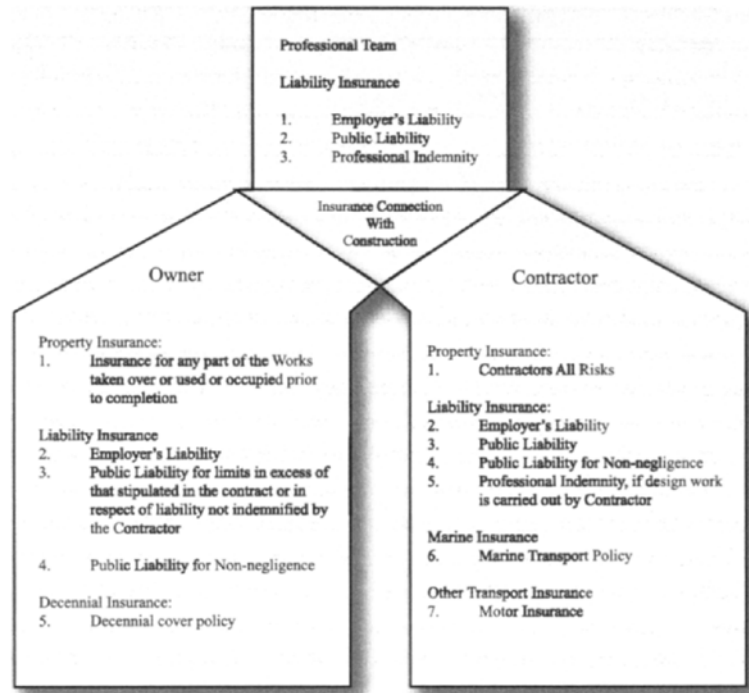 Professional Team
Liability Insurance
1. Employer's Liability
2. Public Liability
3. Professional Indemnity
Insurance Connection
With
Construction
Owner
Property Insurance:
1. Insurance for any part of the Works
taken over or used or occupied prior
to completion
Liability Insurance
2. Employer's Liability
3. Public Liability for limits in excess of
that stipulated in the contract or in
respect of liability not indemnified by
the Contractor
4. Public Liability for Non-negligence
Decennial Insurance:
5. Decennial cover policy
Contractor
Property Insurance:
1. Contractors All Risks
Liability Insurance:
2. Employer's Liability
3. Public Liability
4. Public Liability for Non-negligence
5. Professional Indemnity, if design work
is carried out by Contractor
Marine Insurance
6. Marine Transport Policy
Other Transport Insurance
7. Motor Insurance